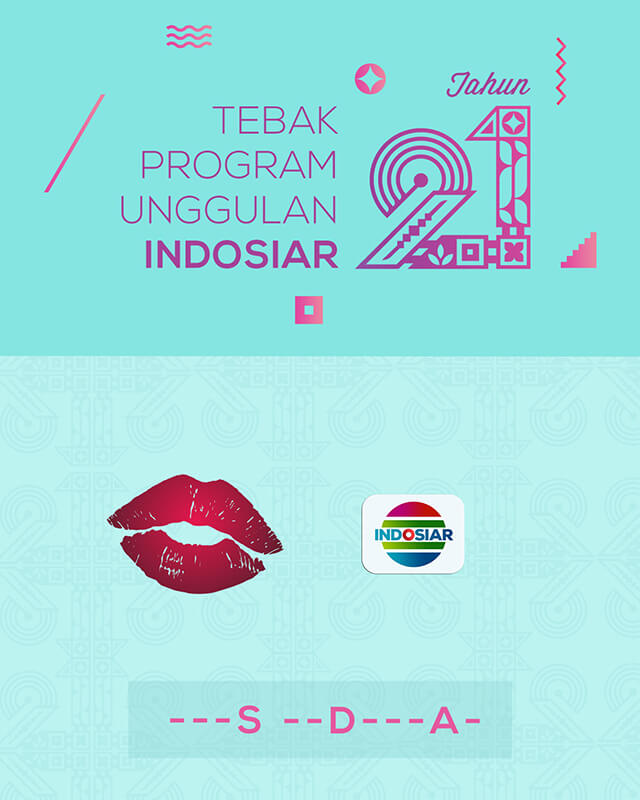 Tahun
TEBAK
PROGRAM
UNGGULAN
INDOSIAR
21
INDOSIAR
---S --D---A-